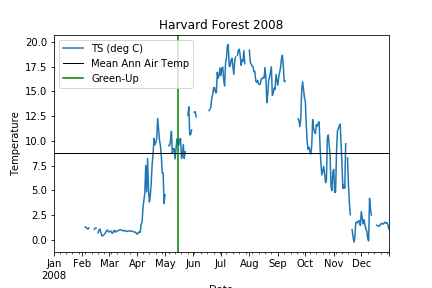 Harvard Forest 2008
TS (deg C)
Mean Ann Air Temp
Green-Up
Temperature
20.0
17.5
15.0
12.5
10.0
7.5
5.0
2.5
0.0
Jan Feb Mar Apr May Jun Jul Aug Sep Oct Nov Dec
2008